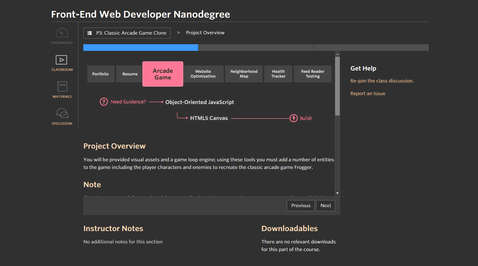 Front-End Web Developer Nanodegree
P3: Classic Arcade Game Clone > Project Overview
CLASSROOM
MATERIALS
DISCUSSION
Portfolio
Resume
Arcade
Game
Website
Optimization
Neighborhood
Map
Health
Tracker
Feed Reader
Testing
Need Guidance?
Object-Oriented JavaScript
HTML5 Canvas
Build!
Get Help
Re-join the class discussion.
Report an issue
Project Overview
You will be provided visual assets and a game loop engine; using these tools you must add a number of entities
to the game including the player characters and enemies to recreate the classic arcade game Frogger.
Note
Previous
Next
Instructor Notes
No additional notes for this section
Downloadables
There are no relevant downloads
for this part of the course.